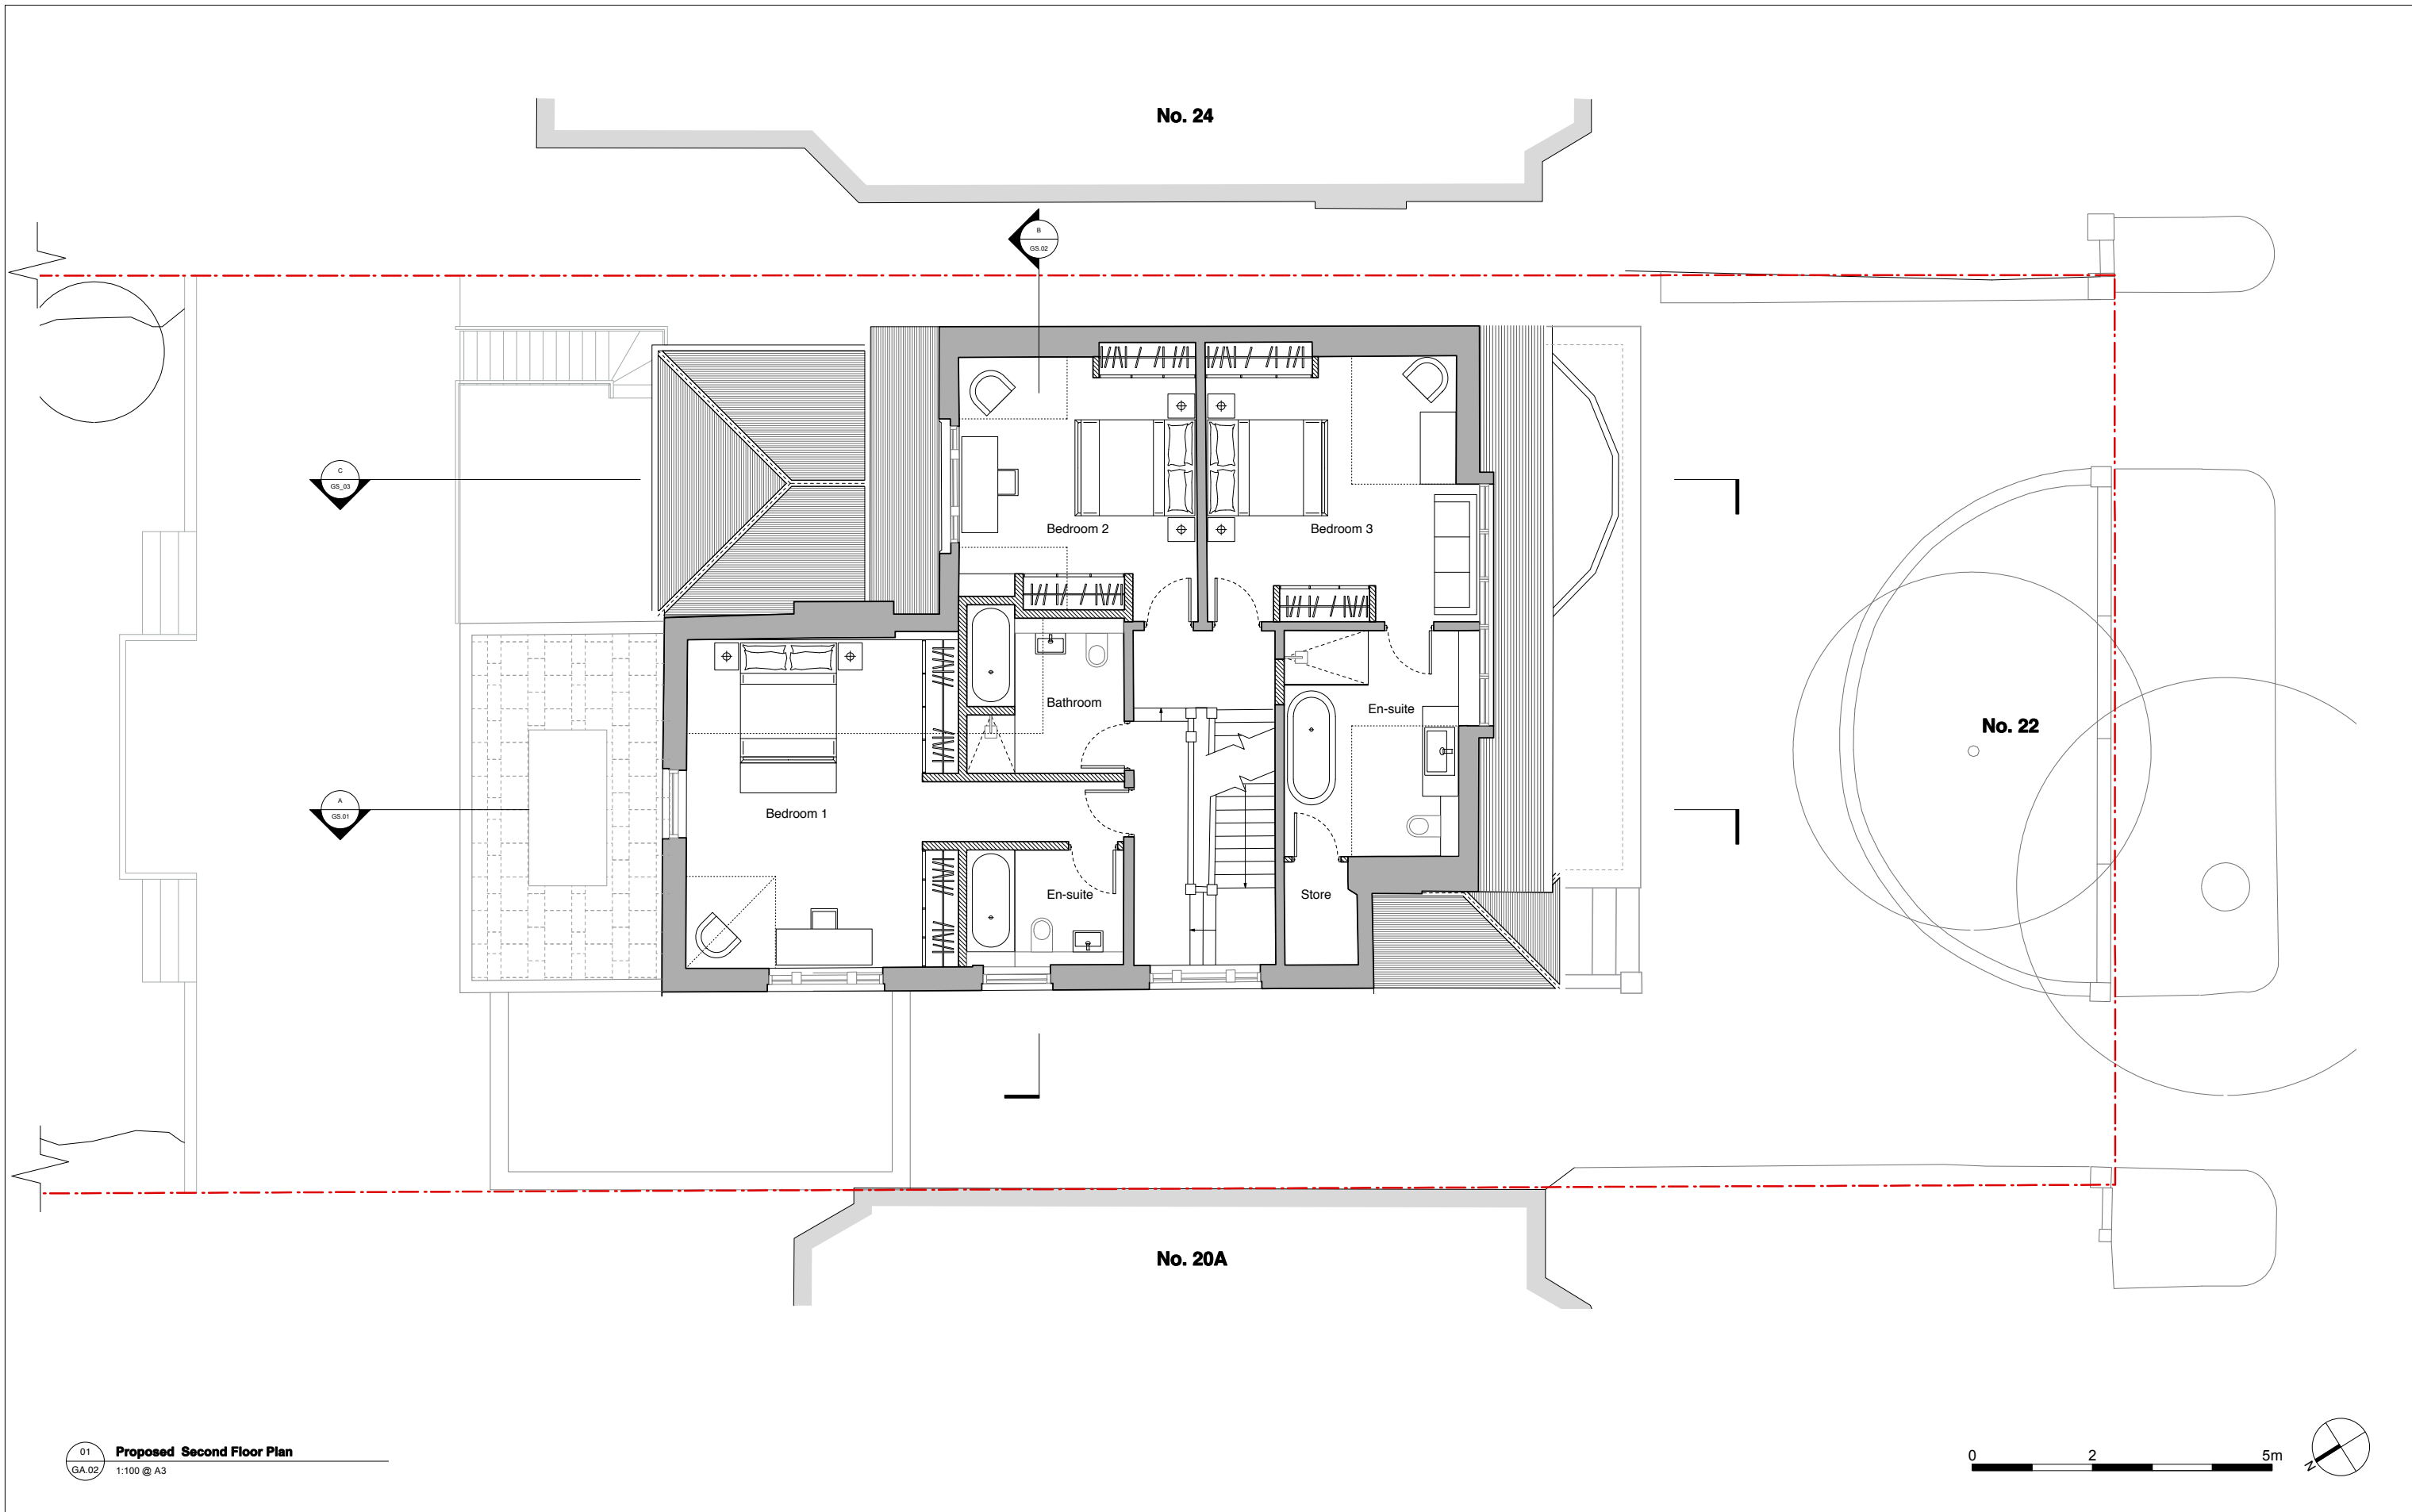 No. 24
B
GS.02
C
GS_03
Bedroom 2
Bedroom 3
Bathroom
En-suite
No. 22
A
GS.01
Bedroom 1
En-suite
Store
No. 20A
01
GA.02
Proposed Second Floor Plan
1:100 @ A3
0 2 5m
N